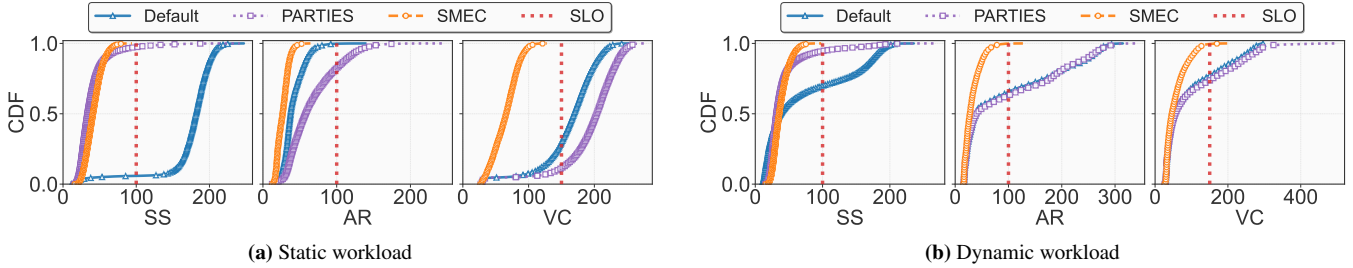 Default PARTIES SMEC SLO
CDF
1.0
0.5
0.0
0 100 200
SS
0 100 200
AR
0 100 200
VC
(a) Static workload
Default PARTIES SMEC SLO
CDF
1.0
0.5
0.0
0 100 200
SS
0 100 200 300
AR
0 200 400
VC
(b) Dynamic workload